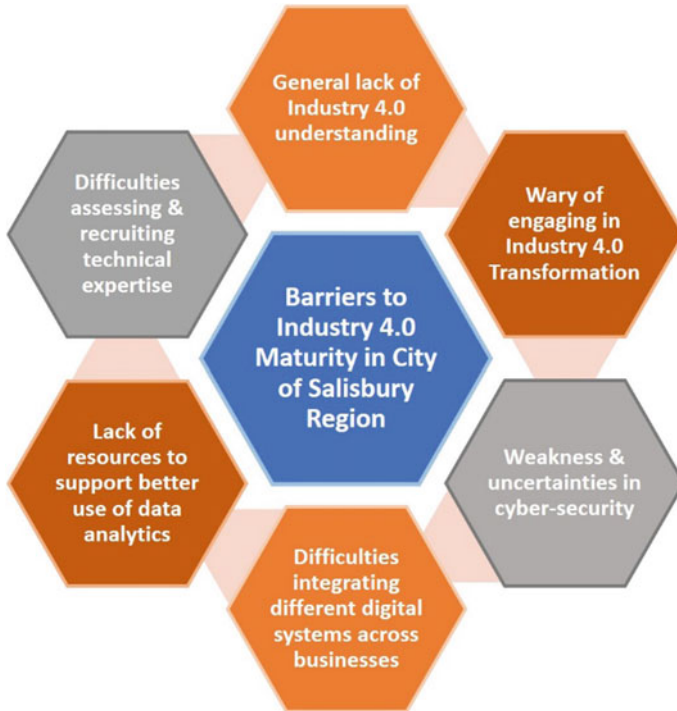 General lack of
Industry 4.0
understanding
Wary of
engaging in
Industry 4.0
Transformation
Difficulties
assessing &
recruiting
technical
expertise
Barriers to
Industry 4.0
Maturity in City
of Salisbury
Region
Weakness &
uncertainties in
cyber-security
Lack of
resources to
support better
use of data
analytics
Difficulties
integrating
different digital
systems across
businesses